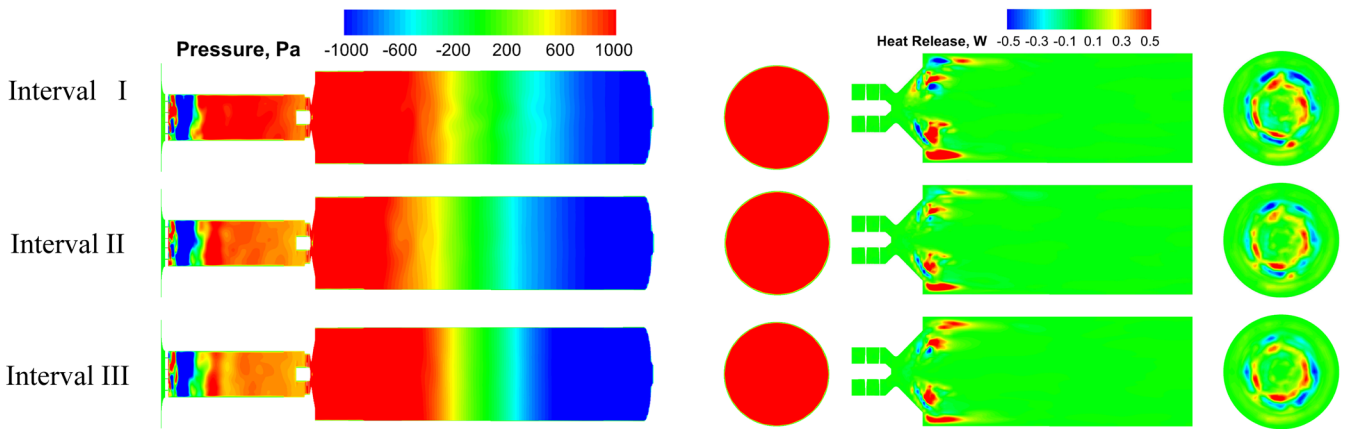 Pressure, Pa
-1000 -600 -200 200 600 1000
Heat Release, W
-0.5 -0.3 -0.1 0.1 0.3 0.5
Interval I
Interval II
Interval III